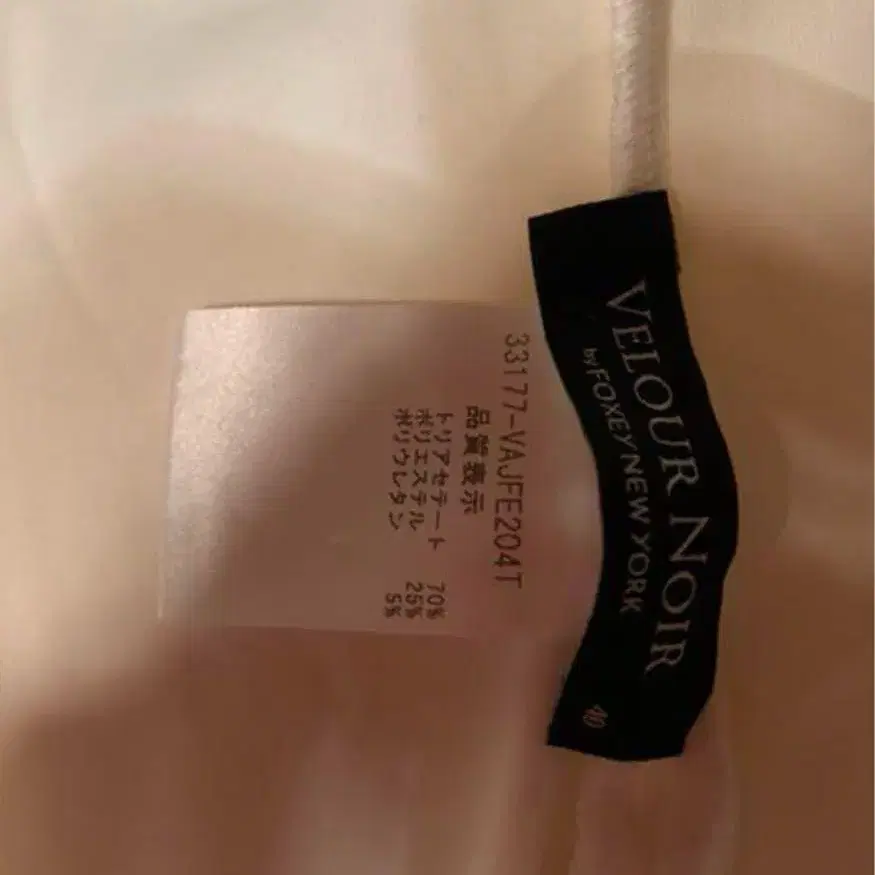 VELOUR NOIR
by FOXEY NEW YORK
40
33177-VAJFE204T
品質表示
トリアセテート 70%
ポリエステル 25%
ポリウレタン 5%